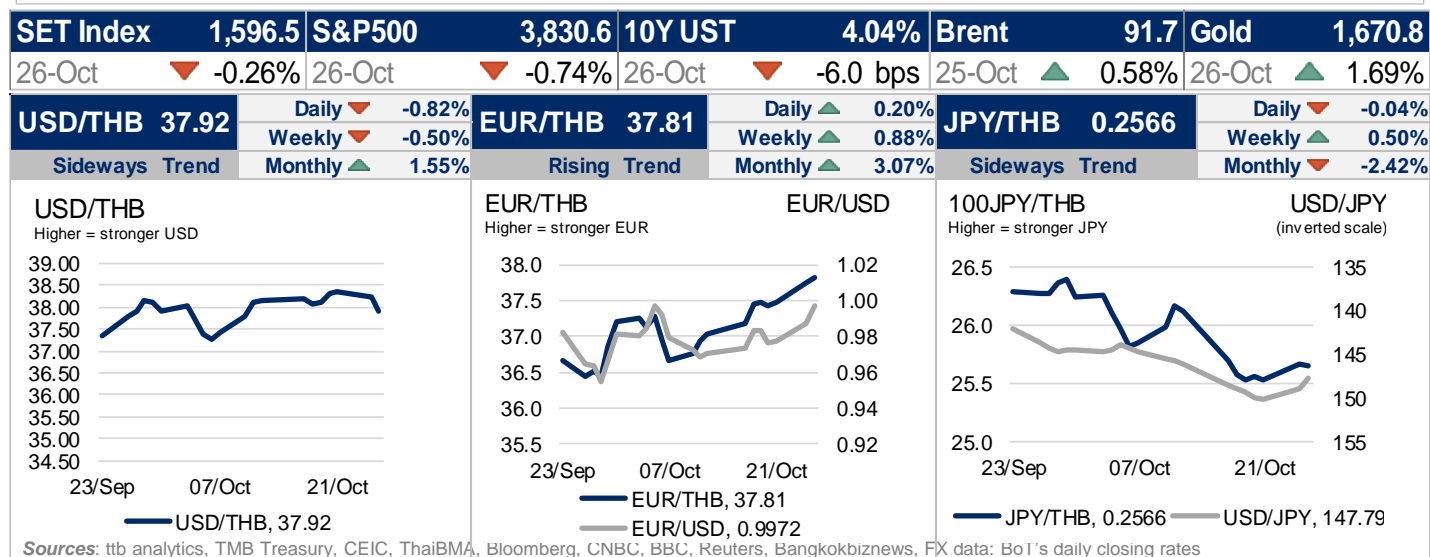 SET Index 1,596.5 S&P500 3,830.6 10Y UST 4.04% Brent 91.7 Gold 1,670.8
26-Oct -0.26% 26-Oct -0.74% 26-Oct -6.0 bps 25-Oct 0.58% 26-Oct 1.69%
USD/THB 37.92
Daily -0.82%
Weekly -0.50%
Sideways Trend
Monthly 1.55%
EUR/THB 37.81
Daily 0.20%
Weekly 0.88%
Rising Trend
Monthly 3.07%
JPY/THB 0.2566
Daily -0.04%
Weekly 0.50%
Sideways Trend
Monthly -2.42%
USD/THB
Higher = stronger USD
39.00
38.50
38.00
37.50
37.00
36.50
36.00
35.50
35.00
34.50
23/Sep 07/Oct 21/Oct
USD/THB, 37.92
EUR/THB EUR/USD
Higher = stronger EUR
38.0 1.02
37.5 1.00
37.0 0.98
36.5 0.96
36.0 0.94
35.5 0.92
23/Sep 07/Oct 21/Oct
EUR/THB, 37.81
EUR/USD, 0.9972
100JPY/THB USD/JPY
Higher = stronger JPY (inverted scale)
26.5 135
140
26.0
145
25.5
150
25.0 155
23/Sep 07/Oct 21/Oct
JPY/THB, 0.2566 USD/JPY, 147.79
Sources: ttb analytics, TMB Treasury, CEIC, ThaiBMA, Bloomberg, CNBC, BBC, Reuters, Bangkokbiznews, FX data: BoT's daily closing rates